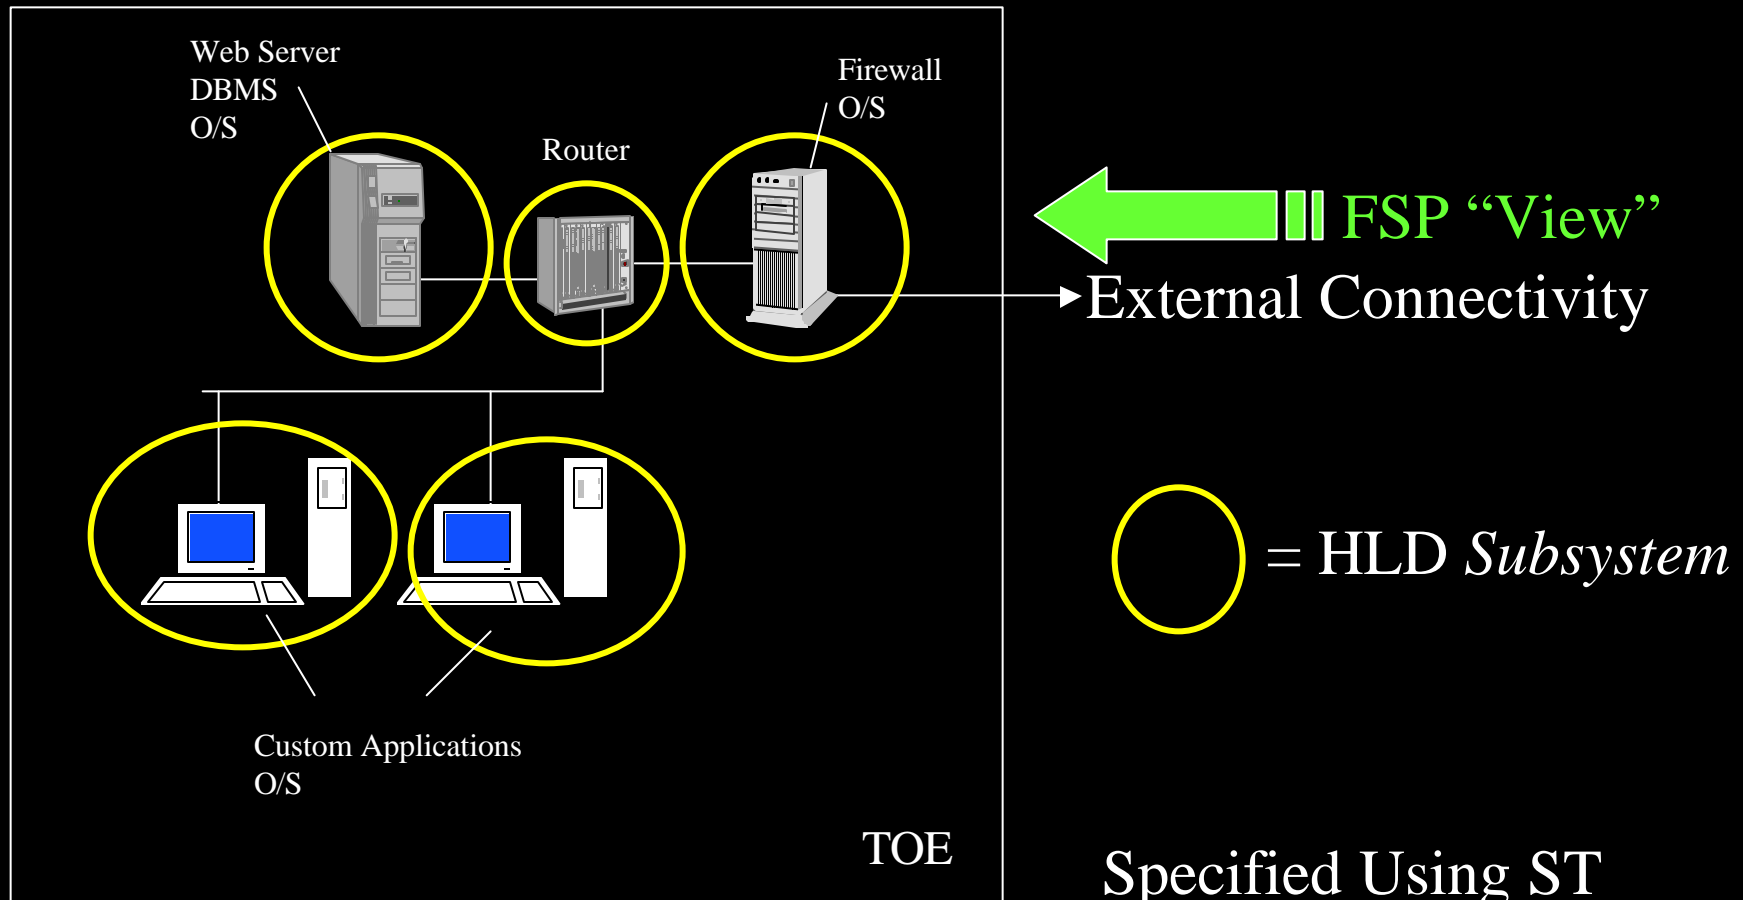 Web Server
DBMS
O/S
Firewall
O/S
Router
FSP “View”
External Connectivity
= HLD Subsystem
Custom Applications
O/S
TOE
Specified Using ST